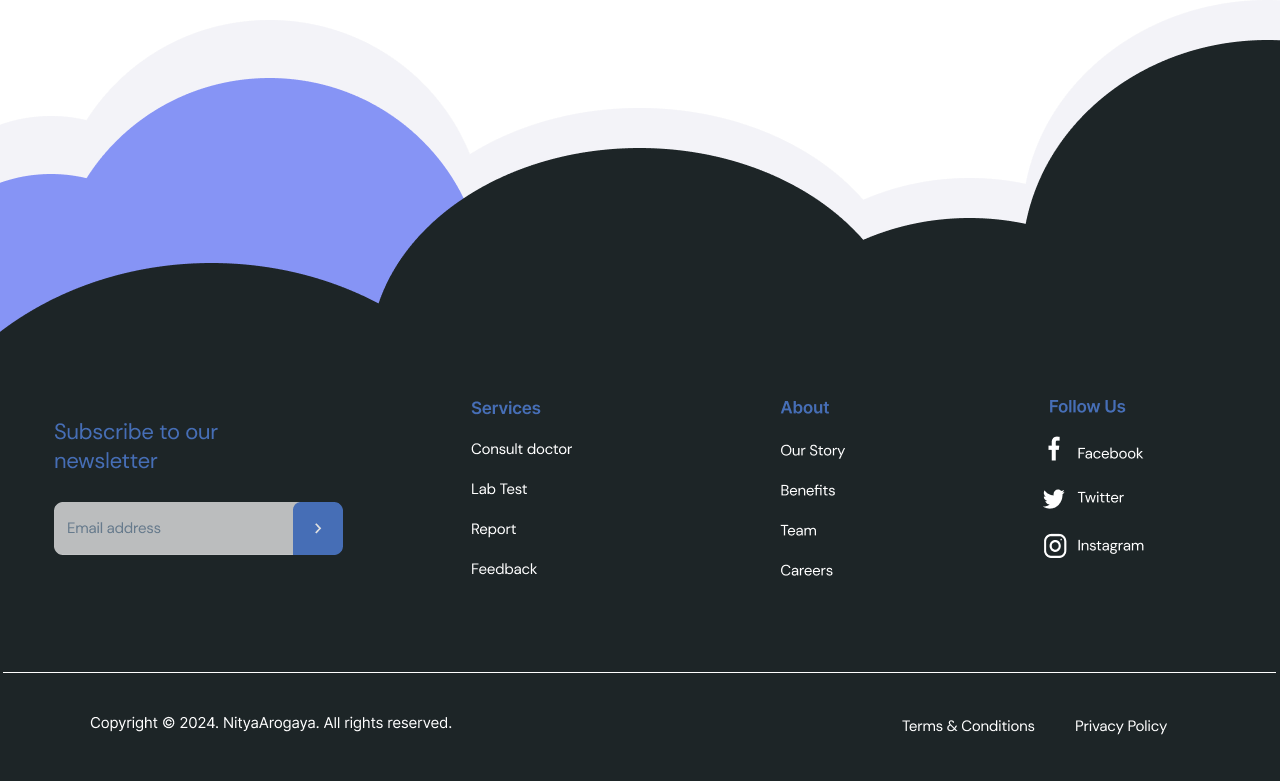 Subscribe to our
newsletter
Email address
Services
Consult doctor
Lab Test
Report
Feedback
About
Our Story
Benefits
Team
Careers
Follow Us
Facebook
Twitter
Instagram
Copyright © 2024. NityaArogaya. All rights reserved.
Terms & Conditions
Privacy Policy